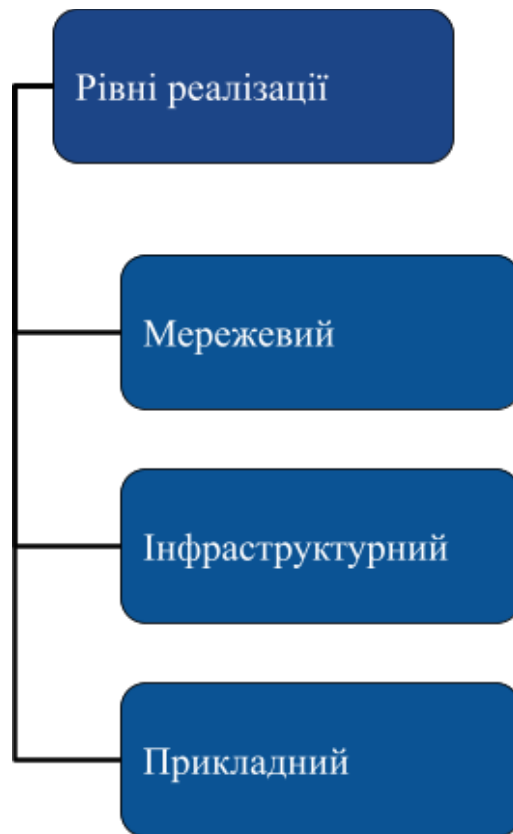 Рівні реалізації
Мережевий
Інфраструктурний
Прикладний